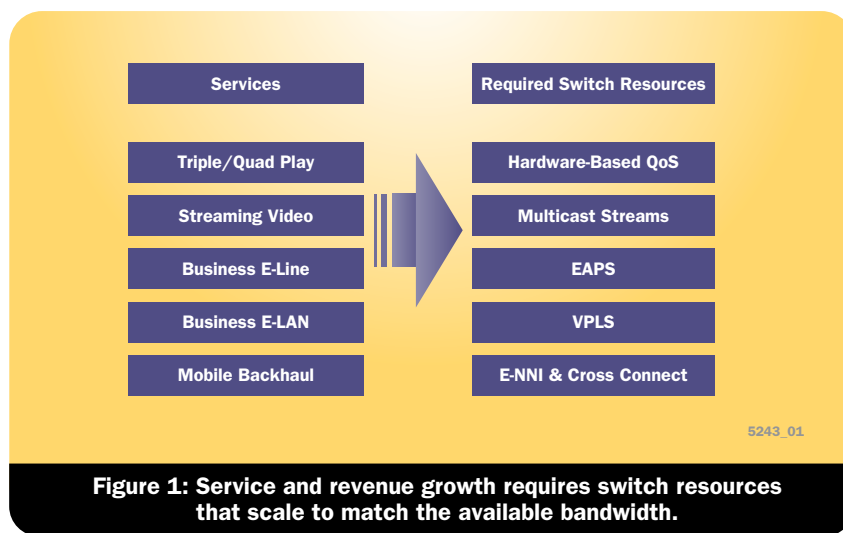 Services
Required Switch Resources
Triple/Quad Play
Hardware-Based QoS
Streaming Video
Multicast Streams
Business E-Line
EAPS
Business E-LAN
VPLS
Mobile Backhaul
E-NNI & Cross Connect
5243_01
Figure 1: Service and revenue growth requires switch resources
that scale to match the available bandwidth.